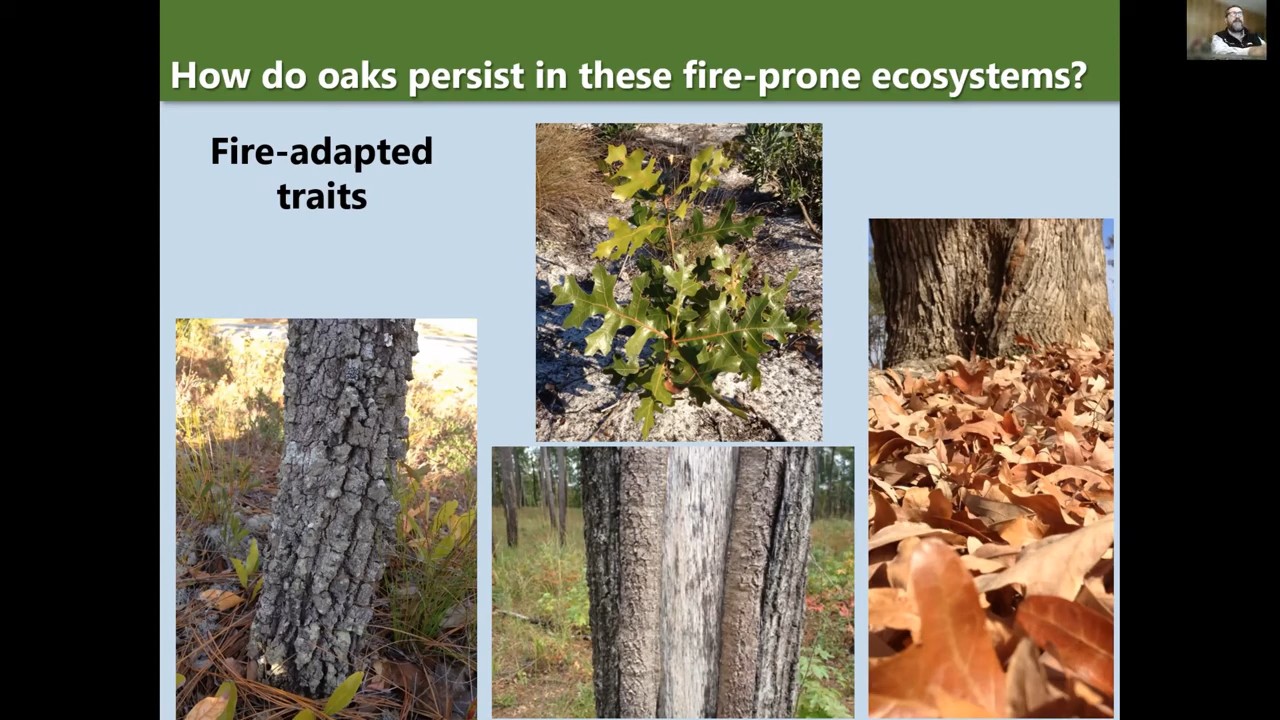 How do oaks persist in these fire-prone ecosystems?
Fire-adapted
traits